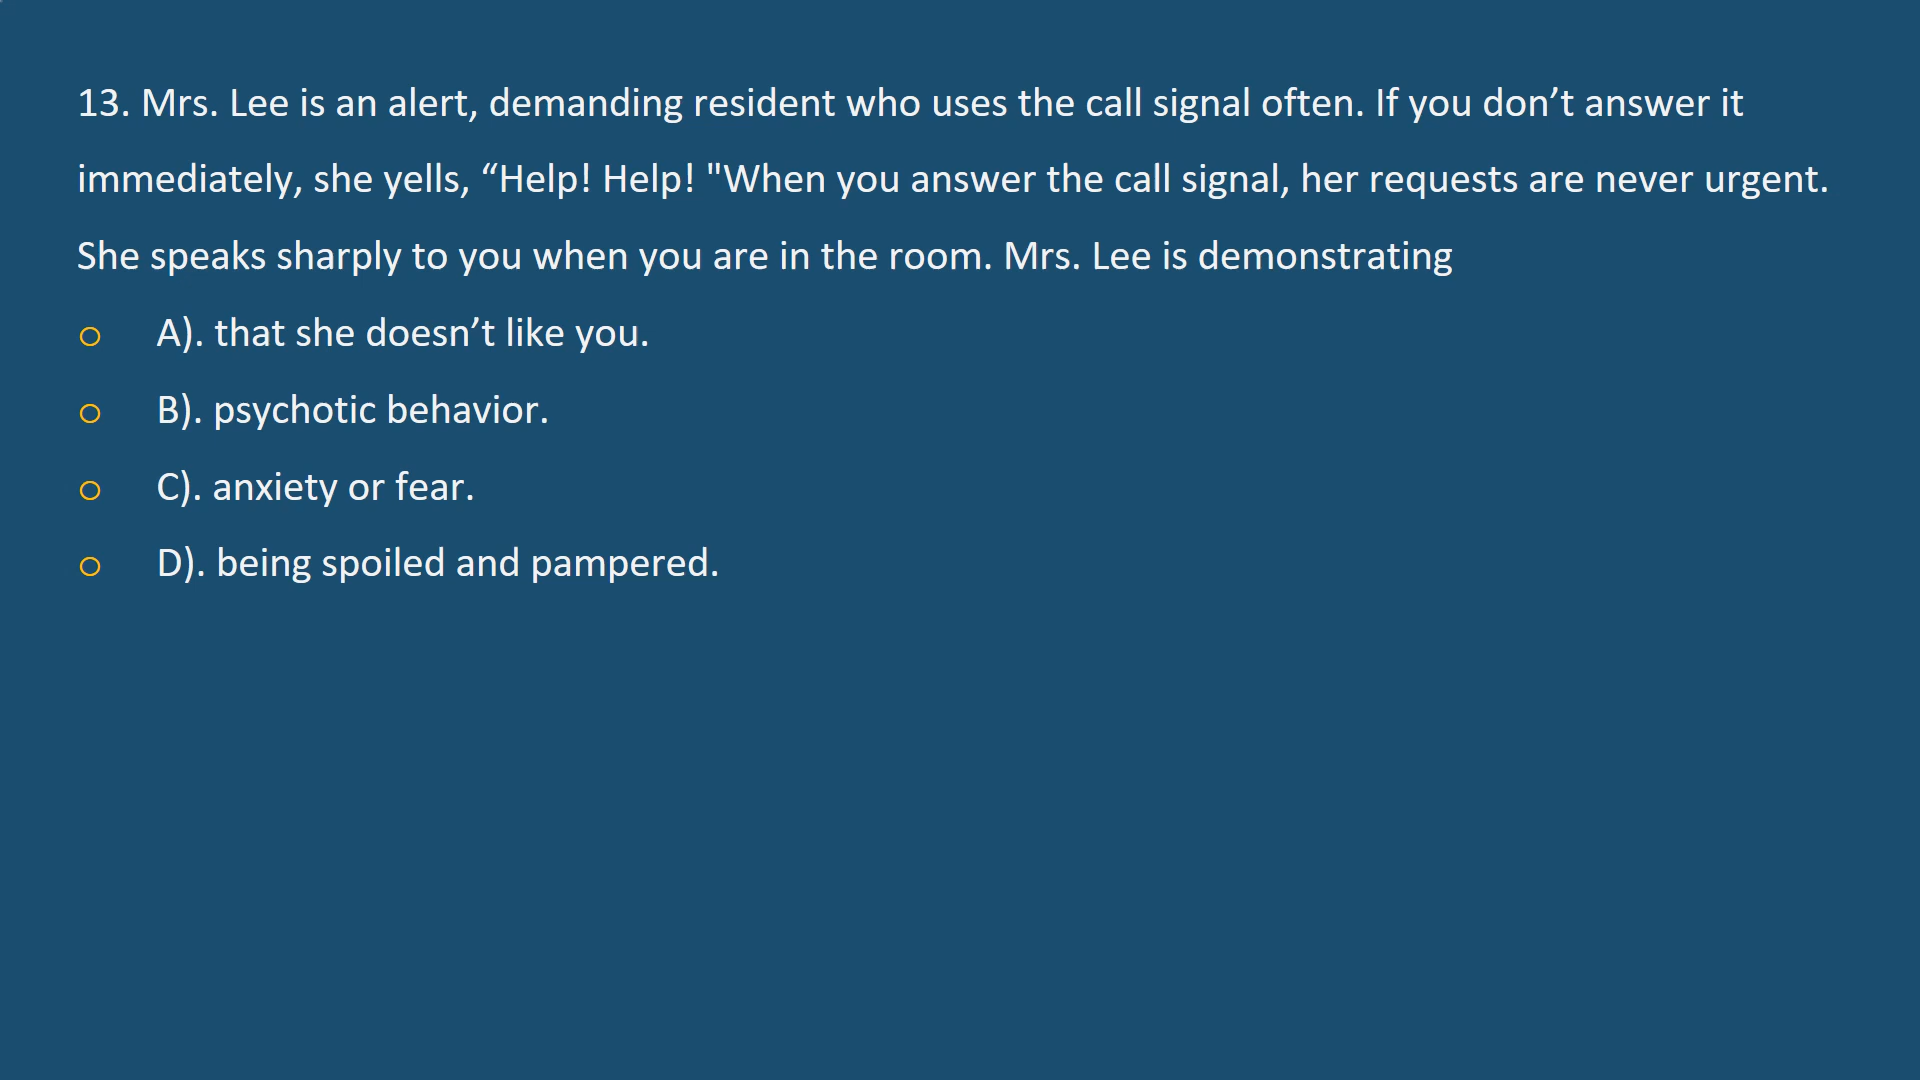 13. Mrs. Lee is an alert, demanding resident who uses the call signal often. If you don’t answer it
immediately, she yells, “Help! Help! "When you answer the call signal, her requests are never urgent.
She speaks sharply to you when you are in the room. Mrs. Lee is demonstrating
A). that she doesn’t like you.
B). psychotic behavior.
C). anxiety or fear.
D). being spoiled and pampered.